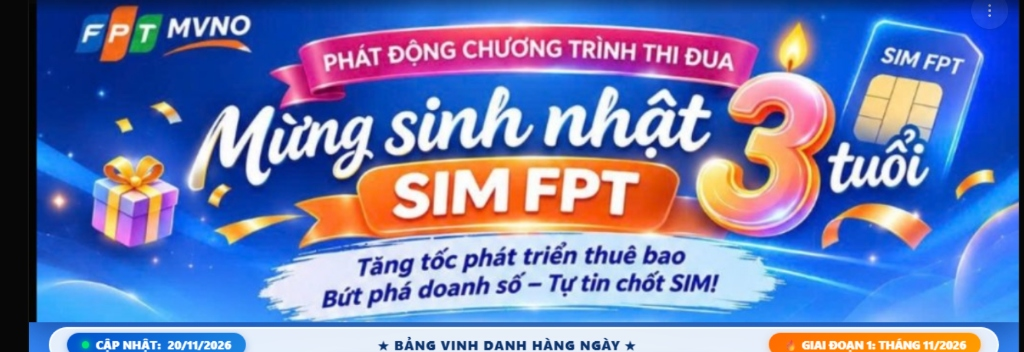 FPT MVNO
PHÁT ĐỘNG CHƯƠNG TRÌNH THI ĐUA
Mừng sinh nhật 3 tuổi
SIM FPT
SIM FPT
Tăng tốc phát triển thuê bao
Bứt phá doanh số – Tự tin chốt SIM!
CẬP NHẬT: 20/11/2026
★ BẢNG VINH DANH HÀNG NGÀY ★
GIAI ĐOẠN 1: THÁNG 11/2026